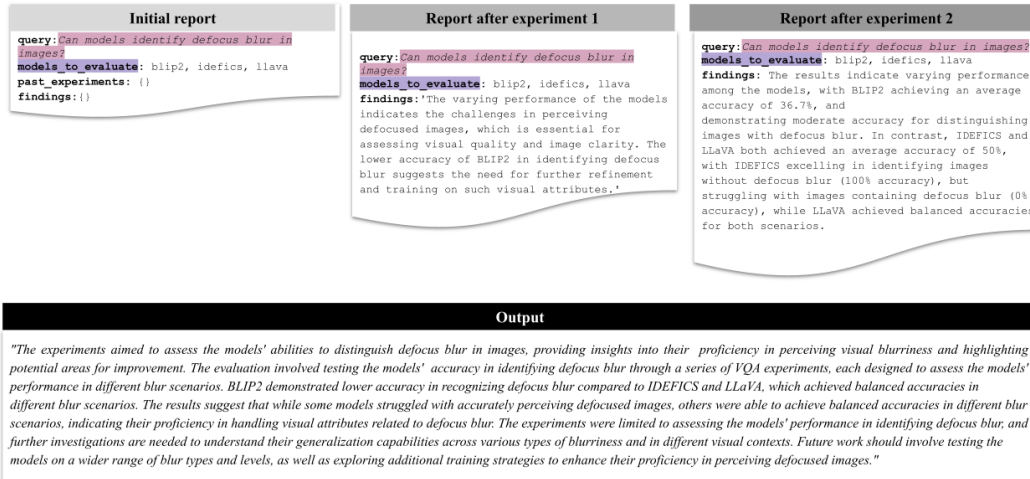 Initial report
query:Can models identify defocus blur in
images?
models_to_evaluate: blip2, idefics, llava
past_experiments: {}
findings:{}
Report after experiment 1
query:Can models identify defocus blur in
images?
models_to_evaluate: blip2, idefics, llava
findings:'The varying performance of the models
indicates the challenges in perceiving
defocused images, which is essential for
assessing visual quality and image clarity. The
lower accuracy of BLIP2 in identifying defocus
blur suggests the need for further refinement
and training on such visual attributes.'
Report after experiment 2
query:Can models identify defocus blur in images?
models_to_evaluate: blip2, idefics, llava
findings: The results indicate varying performance
among the models, with BLIP2 achieving an average
accuracy of 36.7%, and
demonstrating moderate accuracy for distinguishing
images with defocus blur. In contrast, IDEFICS and
LLaVA both achieved an average accuracy of 50%,
with IDEFICS excelling in identifying images
without defocus blur (100% accuracy), but
struggling with images containing defocus blur (0%
accuracy), while LLaVA achieved balanced accuracies
for both scenarios.
Output
"The experiments aimed to assess the models' abilities to distinguish defocus blur in images, providing insights into their proficiency in perceiving visual blurriness and highlighting
potential areas for improvement. The evaluation involved testing the models' accuracy in identifying defocus blur through a series of VQA experiments, each designed to assess the models'
performance in different blur scenarios. BLIP2 demonstrated lower accuracy in recognizing defocus blur compared to IDEFICS and LLaVA, which achieved balanced accuracies in
different blur scenarios. The results suggest that while some models struggled with accurately perceiving defocused images, others were able to achieve balanced accuracies in different blur
scenarios, indicating their proficiency in handling visual attributes related to defocus blur. The experiments were limited to assessing the models' performance in identifying defocus blur, and
further investigations are needed to understand their generalization capabilities across various types of blurriness and in different visual contexts. Future work should involve testing the
models on a wider range of blur types and levels, as well as exploring additional training strategies to enhance their proficiency in perceiving defocused images."